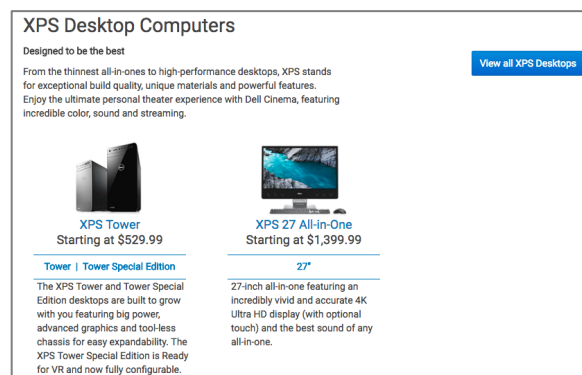 XPS Desktop Computers
Designed to be the best
View all XPS Desktops
From the thinnest all-in-ones to high-performance desktops, XPS stands
for exceptional build quality, unique materials and powerful features.
Enjoy the ultimate personal theater experience with Dell Cinema, featuring
incredible color, sound and streaming.
XPS Tower
Starting at $529.99
Tower | Tower Special Edition
The XPS Tower and Tower Special
Edition desktops are built to grow
with you featuring big power,
advanced graphics and tool-less
chassis for easy expandability. The
XPS Tower Special Edition is Ready
for VR and now fully configurable.
XPS 27 All-in-One
Starting at $1,399.99
27"
27-inch all-in-one featuring an
incredibly vivid and accurate 4K
Ultra HD display (with optional
touch) and the best sound of any
all-in-one.